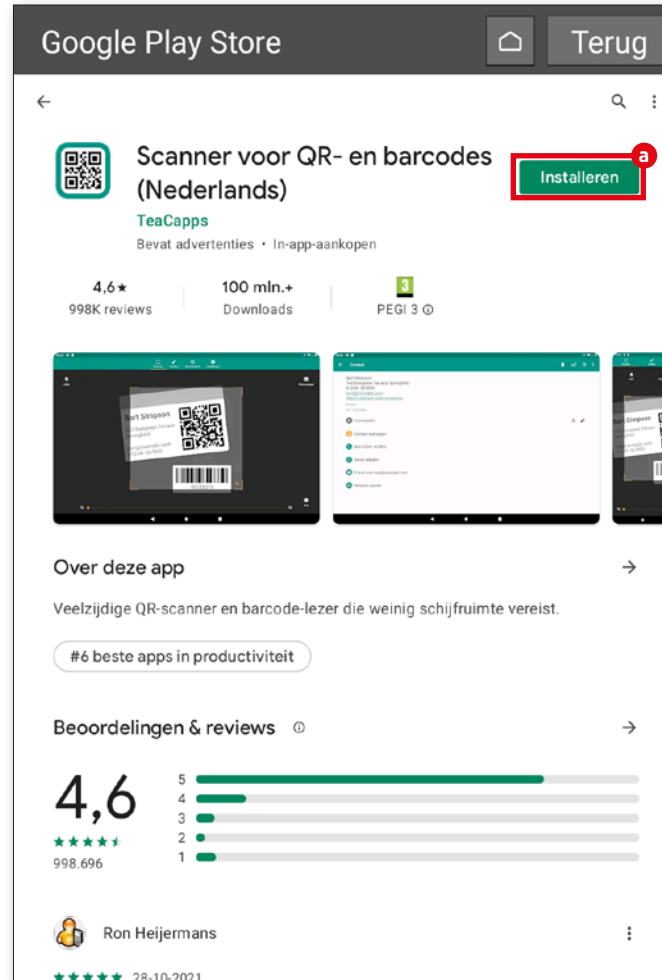 Google Play Store
Terug
Scanner voor QR- en barcodes
(Nederlands)
a
Installeren
TeaCapps
Bevat advertenties • In-app-aankopen
4,6★
100 mln.+
3
998K reviews
Downloads
PEGI 3
Bart Simpson
Over deze app
Veelzijdige QR-scanner en barcode-lezer die weinig schijfruimte vereist.
#6 beste apps in productiviteit
Beoordelingen & reviews
4,6
5
4
3
2
1
998.696
Ron Heijermans
28-10-2021